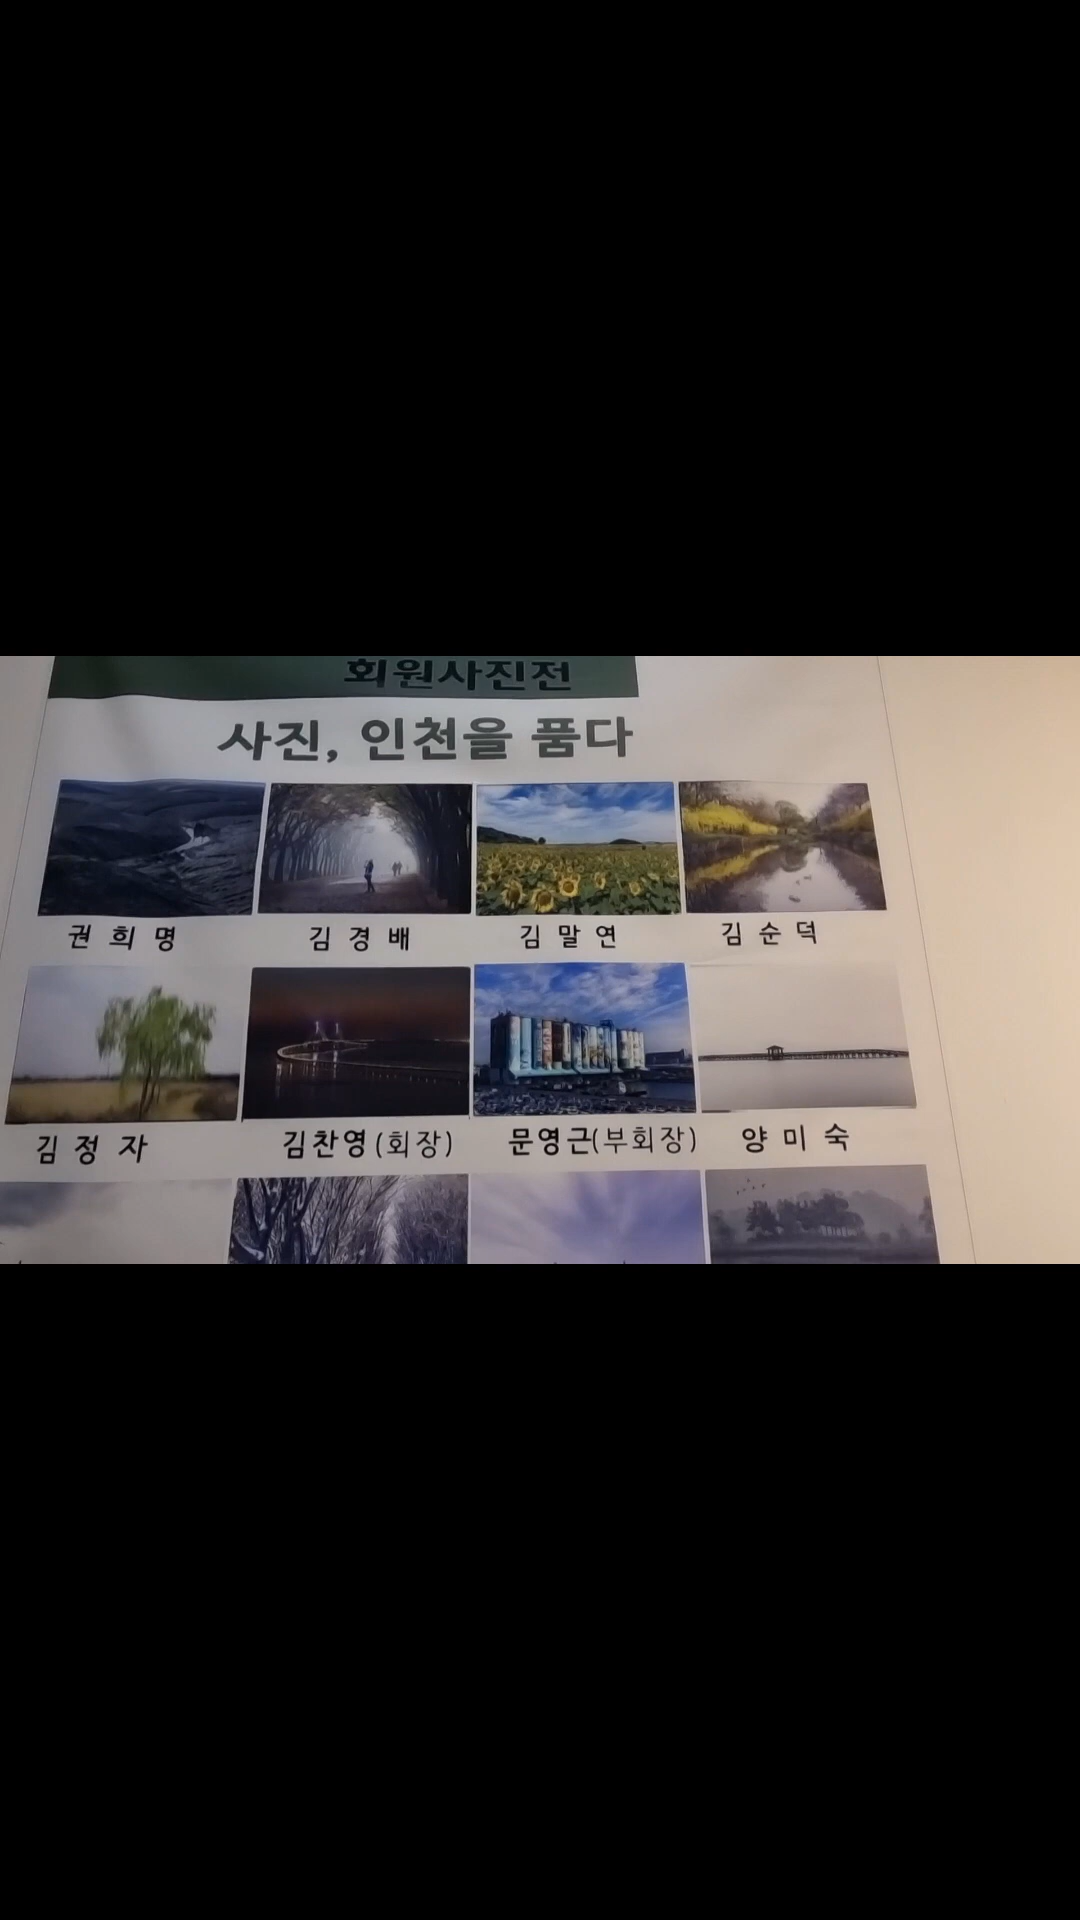 회원사진전
사진, 인천을 품다
권 희 명 김 경 배 김 말 연 김 순 덕
김 정 자 김찬영(회장) 문영근(부회장) 양 미 숙